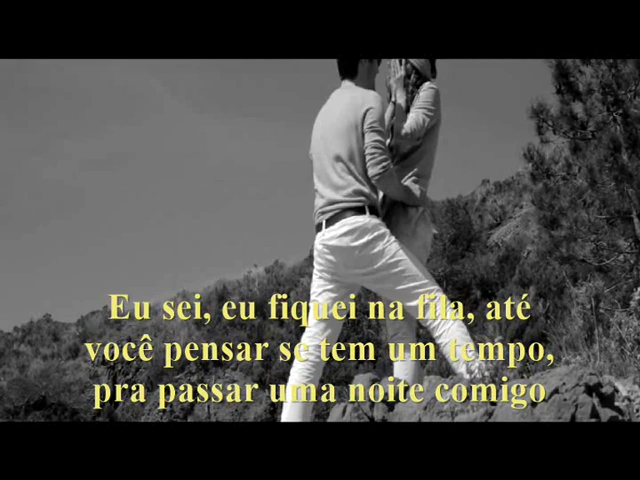 Eu sei, eu fiquei na fila, até
você pensar se tem um tempo,
pra passar uma noite comigo